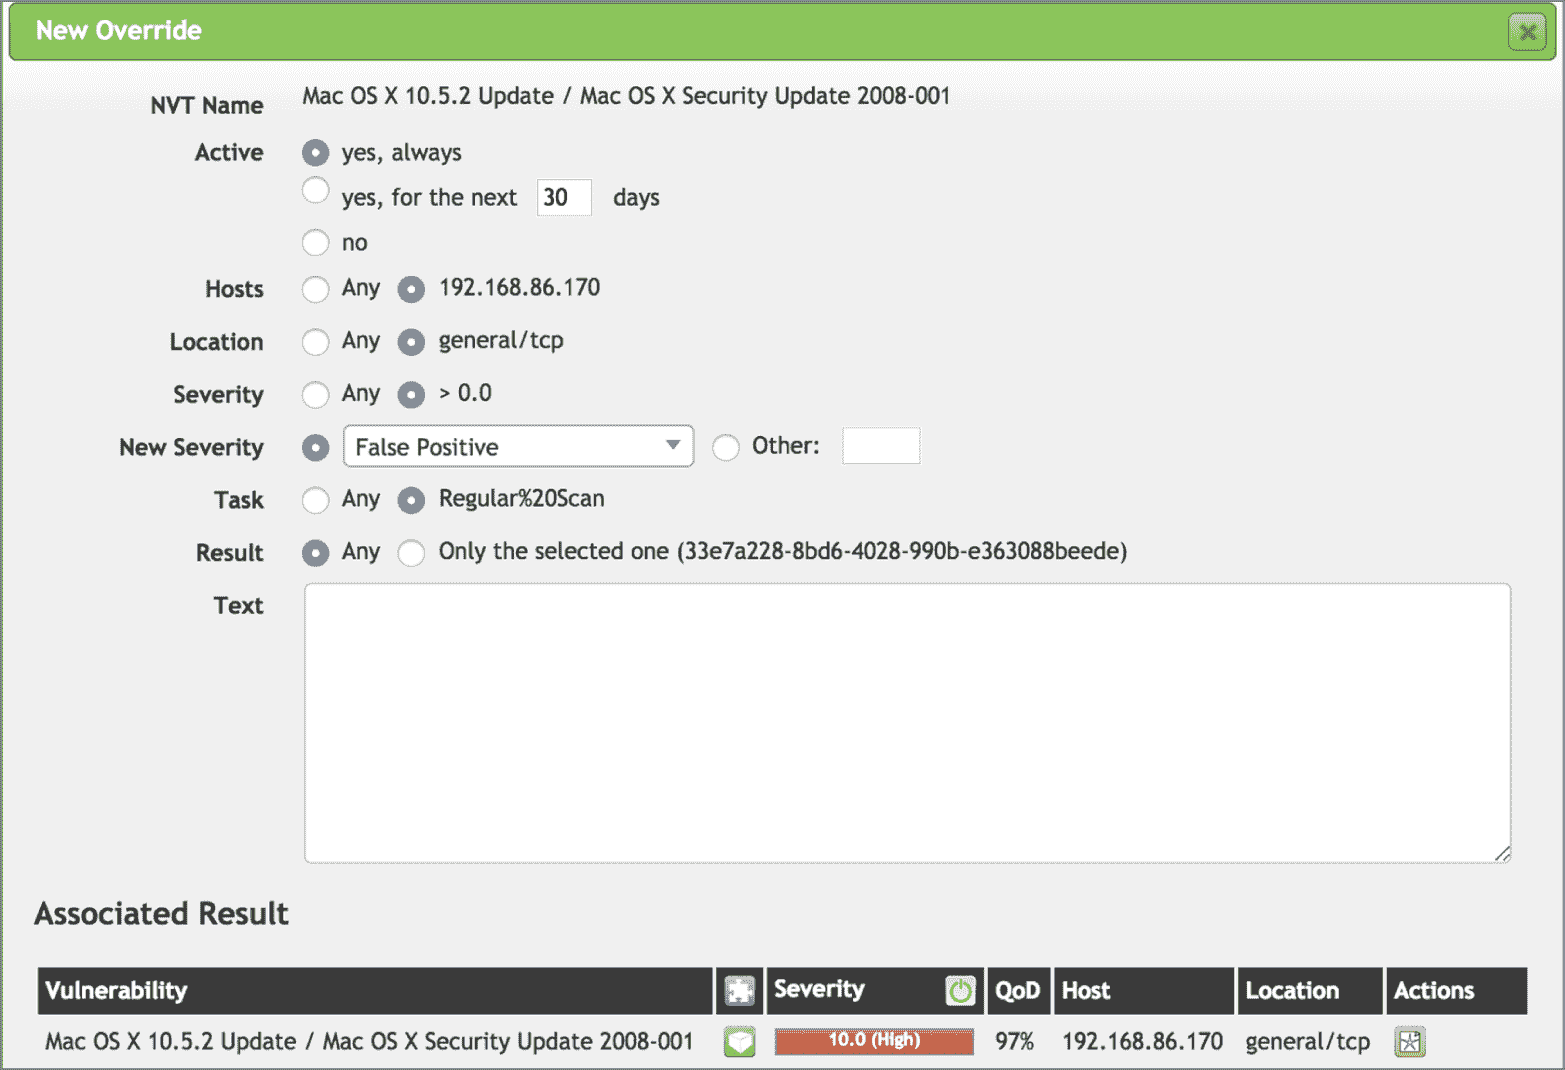 New Override
NVT Name Mac OS X 10.5.2 Update / Mac OS X Security Update 2008-001
Active yes, always
yes, for the next 30 days
no
Hosts Any 192.168.86.170
Location Any general/tcp
Severity Any > 0.0
New Severity False Positive Other:
Task Any Regular%20Scan
Result Any Only the selected one (33e7a228-8bd6-4028-990b-e363088beede)
Text
Associated Result
Vulnerability Severity QoD Host Location Actions
Mac OS X 10.5.2 Update / Mac OS X Security Update 2008-001 10.0 (High) 97% 192.168.86.170 general/tcp